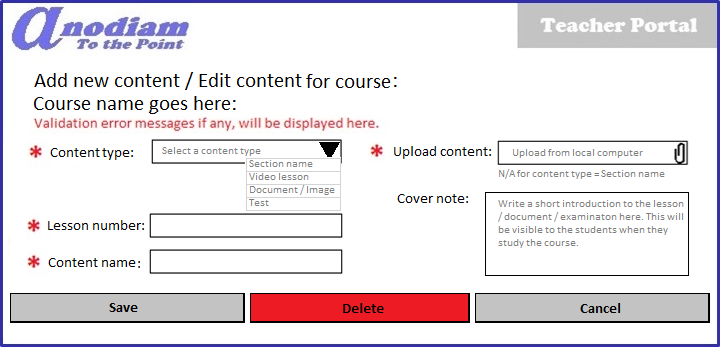 Anodiam
To the Point
Teacher Portal
Add new content / Edit content for course:
Course name goes here:
Validation error messages if any, will be displayed here.
* Content type:
Select a content type
Section name
Video lesson
Document / Image
Test
* Upload content:
Upload from local computer
N/A for content type = Section name
Cover note:
Write a short introduction to the lesson
/ document / examinaton here. This will
be visible to the students when they
study the course.
* Lesson number:
* Content name:
Save
Delete
Cancel